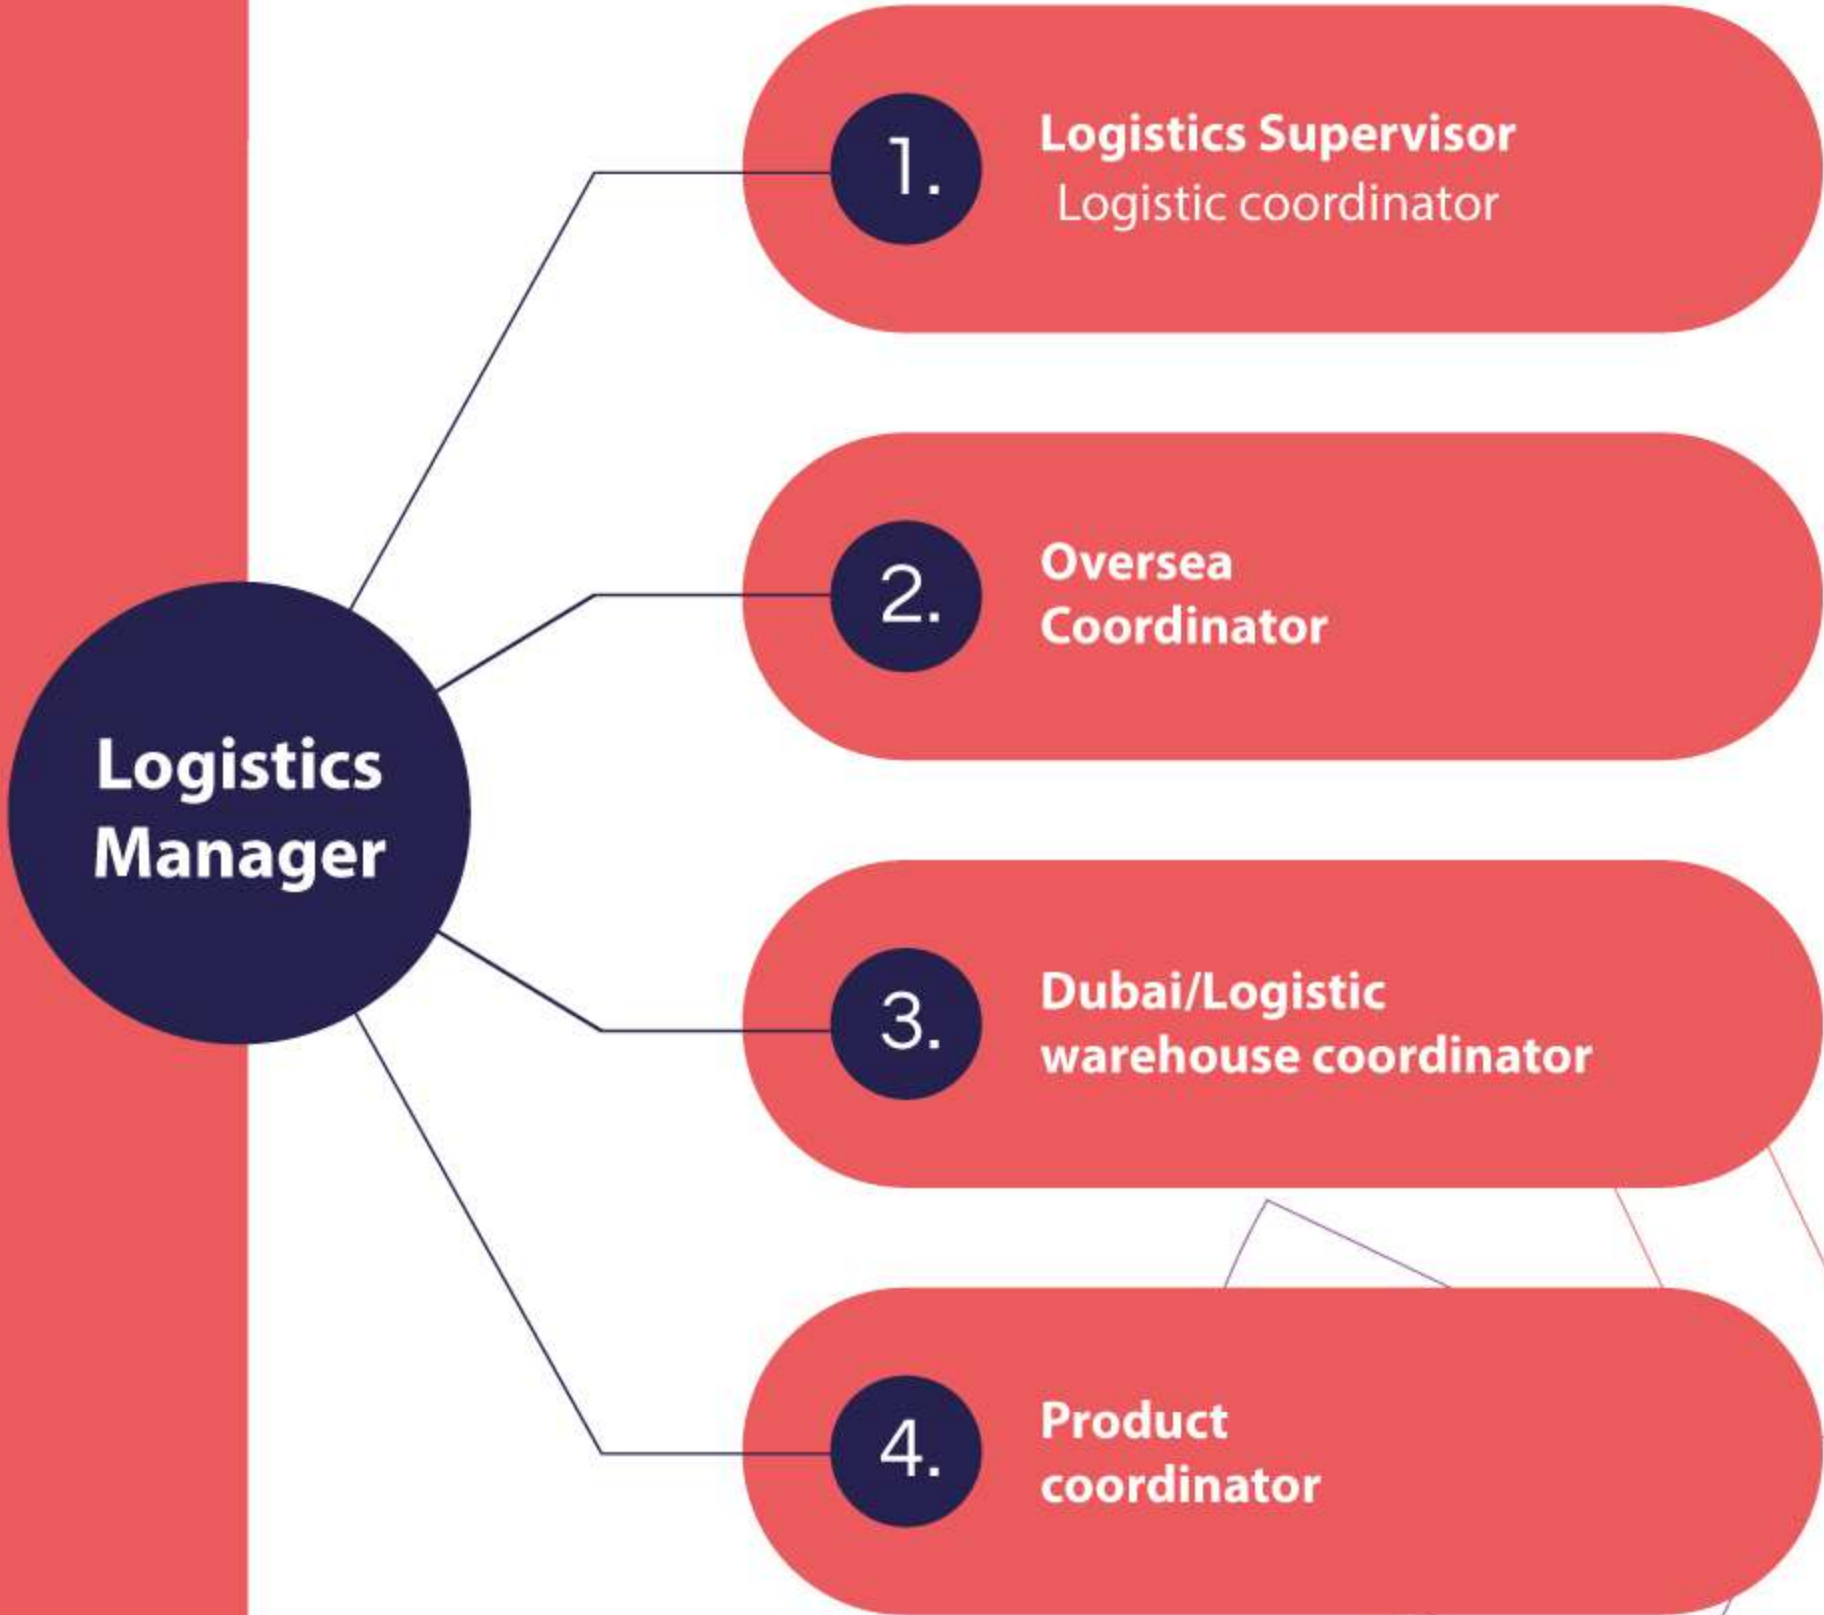 Logistics
Manager
1.
Logistics Supervisor
Logistic coordinator
2.
Oversea
Coordinator
3.
Dubai/Logistic
warehouse coordinator
4.
Product
coordinator